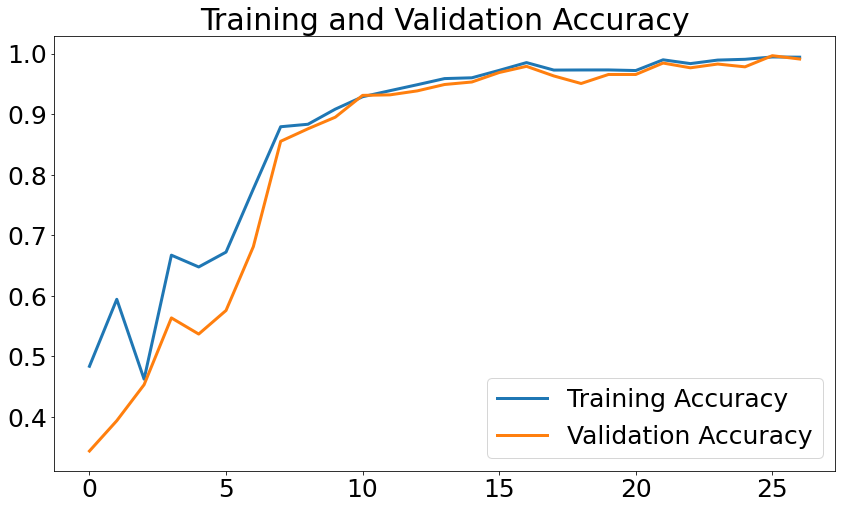 Training and Validation Accuracy
1.0
0.9
0.8
0.7
0.6
0.5
0.4
Training Accuracy
Validation Accuracy
0 5 10 15 20 25